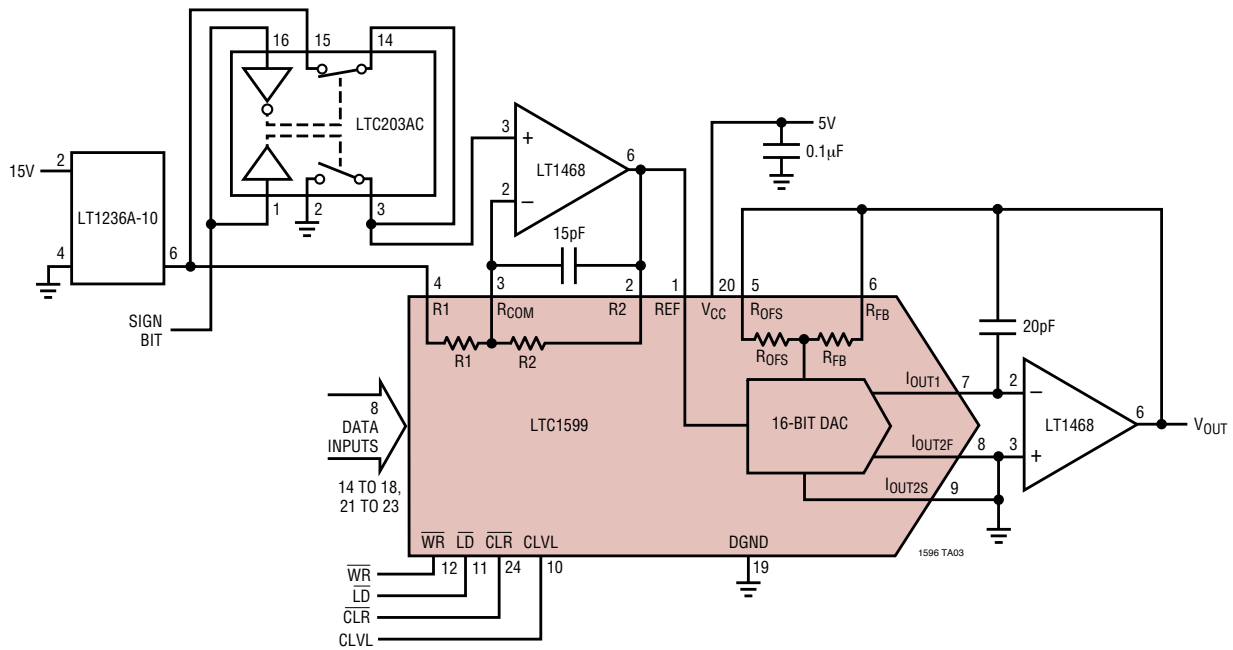 16 15 14
LTC203AC
1 2 3
15V 2
LT1236A-10
4 6
SIGN
BIT
3 +
2 –
LT1468
6
15pF
5V
0.1µF
4 3 2 1 20 5 6
R1 RCOM R2 REF VCC ROFS RFB
R1 R2 ROFS RFB
20pF
8
DATA
INPUTS
14 TO 18,
21 TO 23
LTC1599
16-BIT DAC
IOUT1 7
IOUT2F 8
IOUT2S 9
2 –
3 +
LT1468
6
VOUT
WR LD CLR CLVL DGND
12 11 24 10 19
WR
LD
CLR
CLVL
1596 TA03